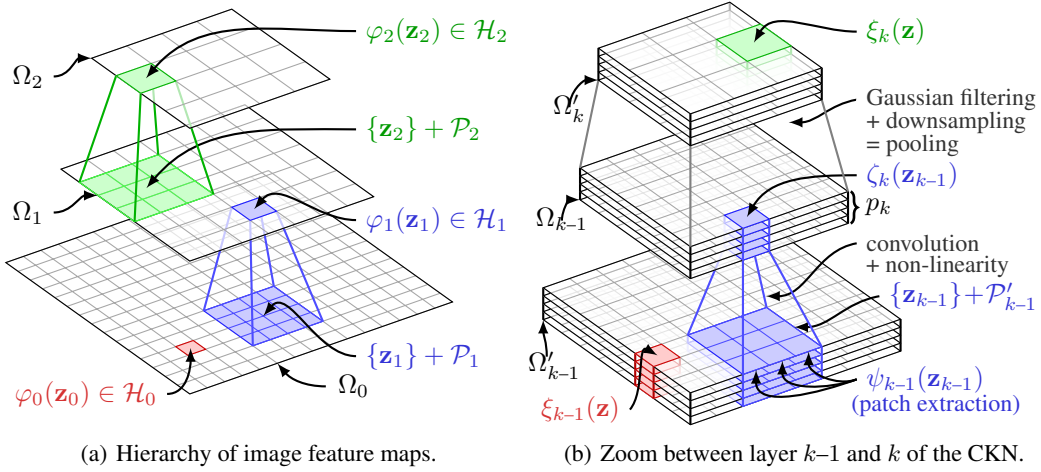 φ₂(z₂) ∈ H₂
Ω₂
{z₂} + P₂
Ω₁
φ₁(z₁) ∈ H₁
{z₁} + P₁
Ω₀
φ₀(z₀) ∈ H₀
(a) Hierarchy of image feature maps.
ξₖ(z)
Ω′ₖ
Gaussian filtering
+ downsampling
= pooling
ζₖ(zₖ₋₁)
Ωₖ₋₁
pₖ
convolution
+ non-linearity
{zₖ₋₁}+P′ₖ₋₁
Ω′ₖ₋₁
ξₖ₋₁(z)
ψₖ₋₁(zₖ₋₁)
(patch extraction)
(b) Zoom between layer k–1 and k of the CKN.